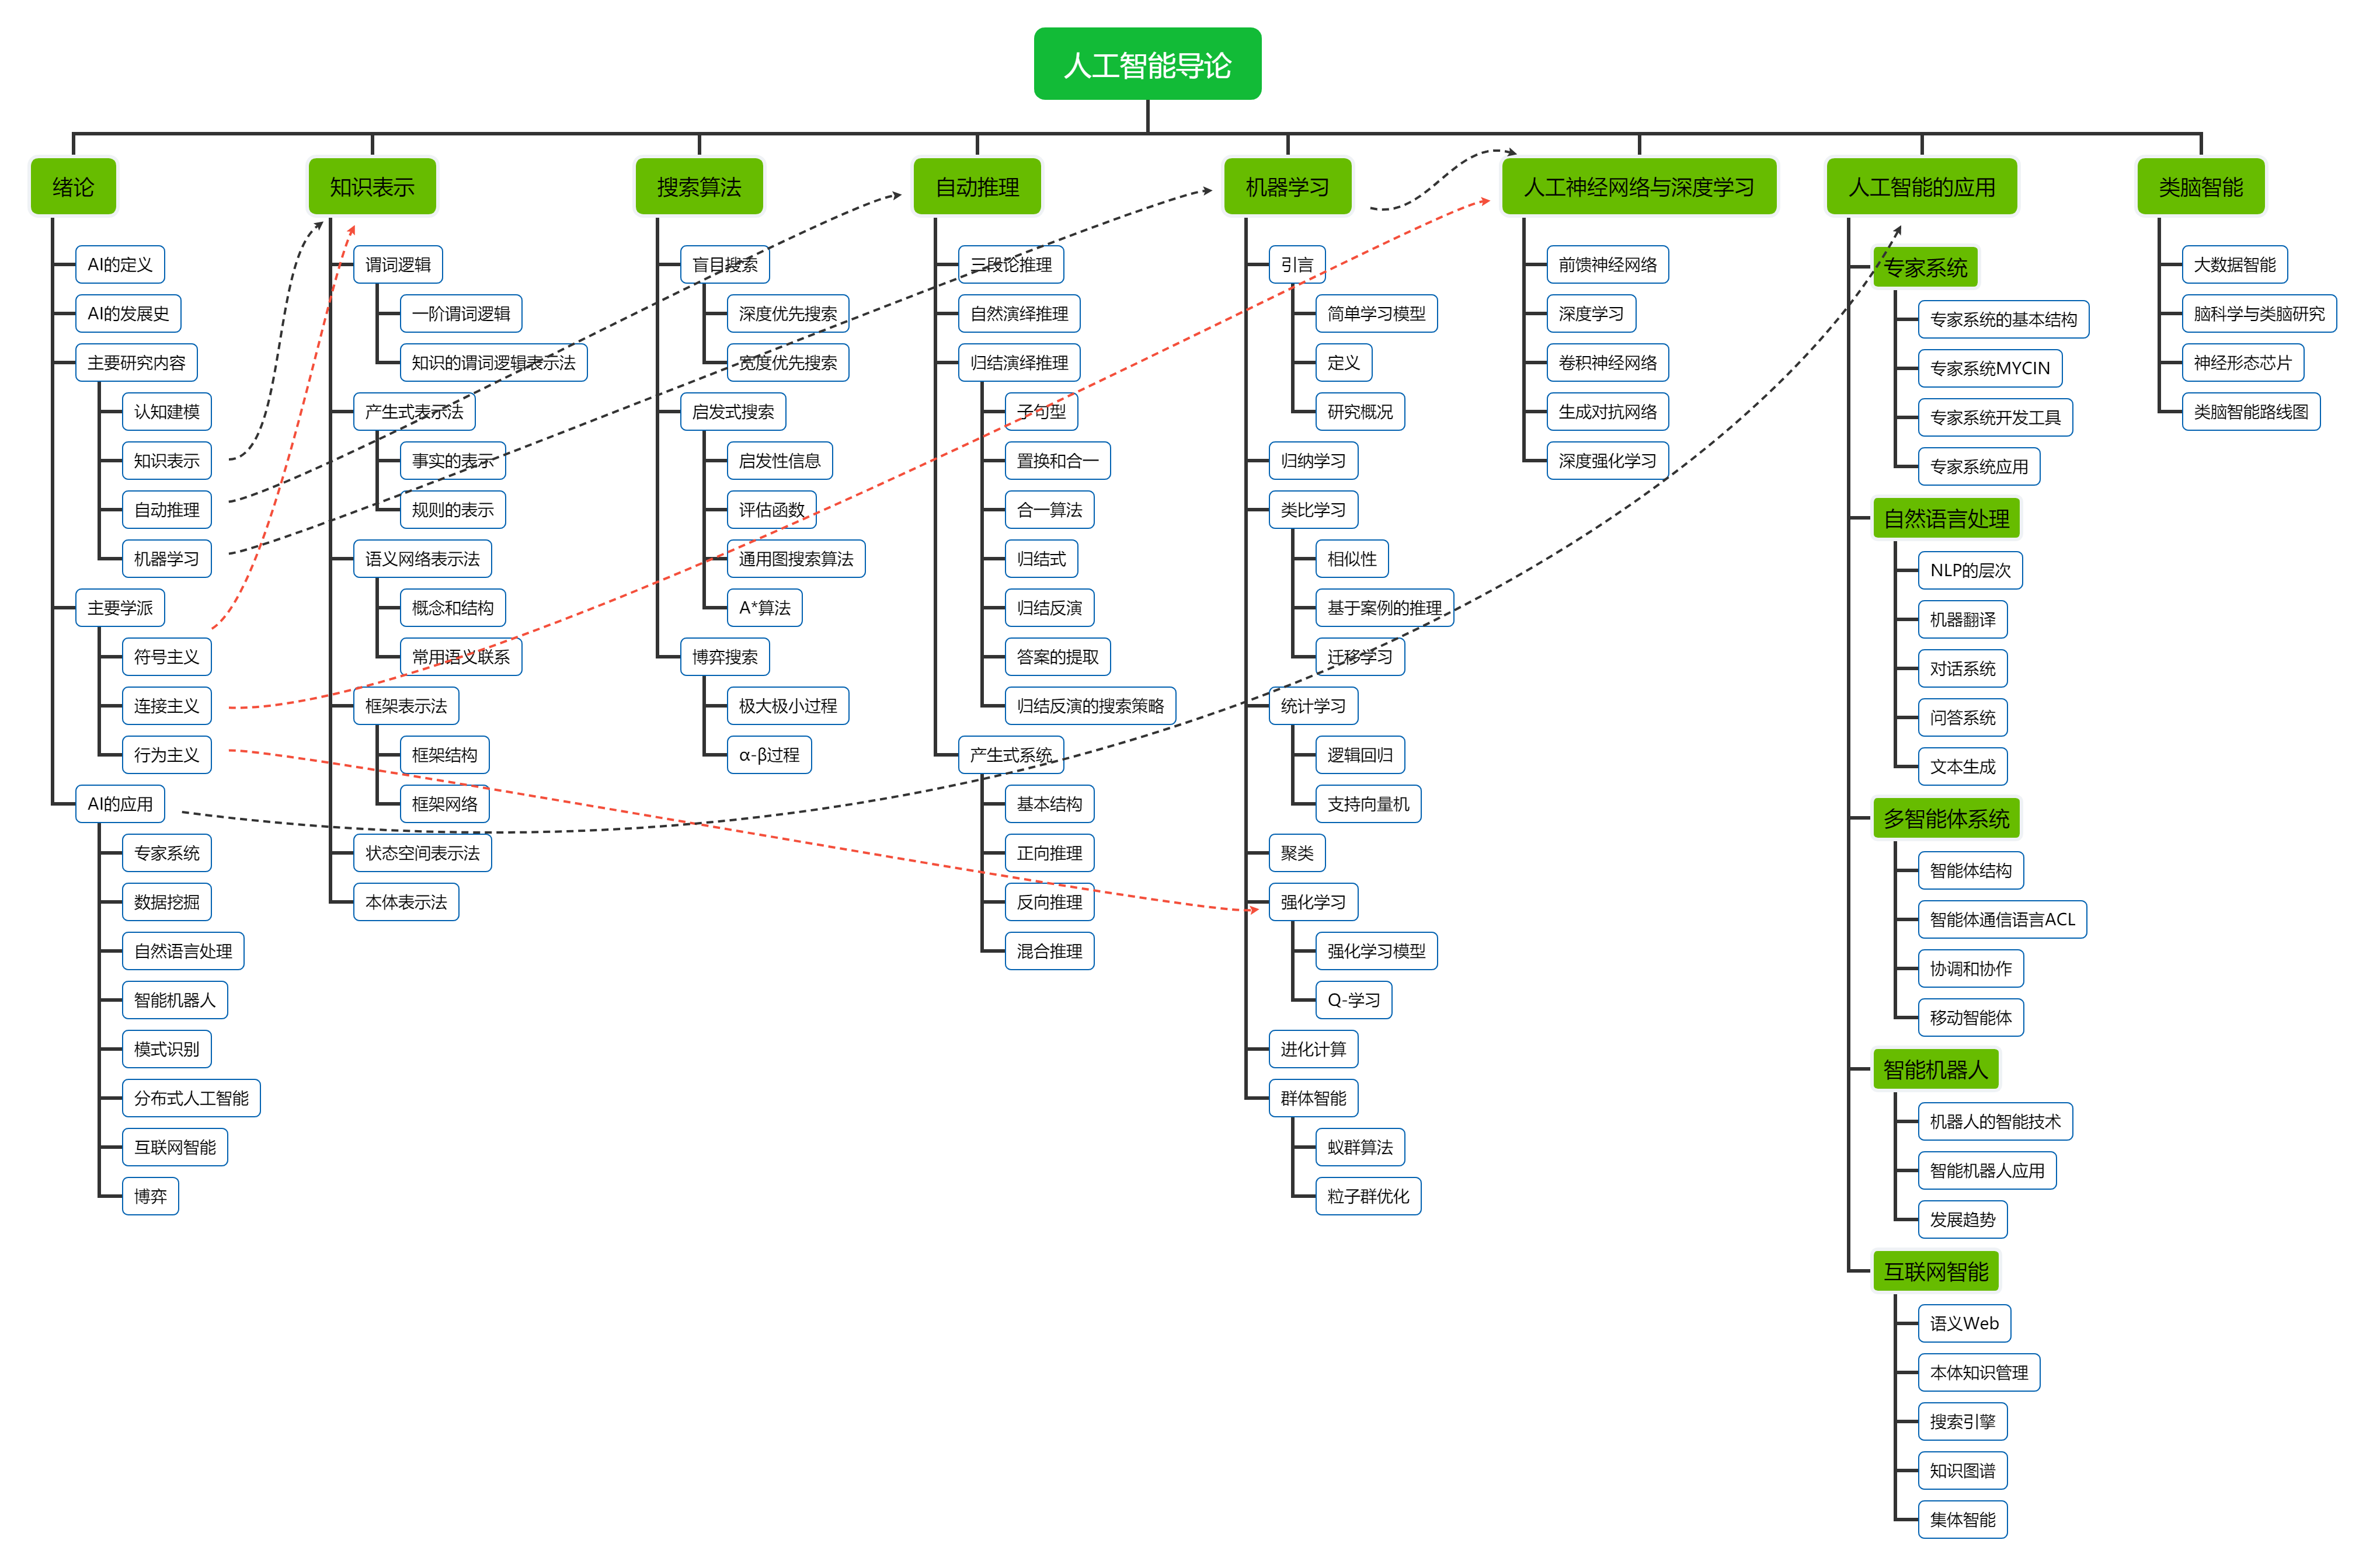 人工智能导论
绪论
AI的定义
AI的发展史
主要研究内容
认知建模
知识表示
自动推理
机器学习
主要学派
符号主义
连接主义
行为主义
AI的应用
专家系统
数据挖掘
自然语言处理
智能机器人
模式识别
分布式人工智能
互联网智能
博弈
知识表示
谓词逻辑
一阶谓词逻辑
知识的谓词逻辑表示法
产生式表示法
事实的表示
规则的表示
语义网络表示法
概念和结构
常用语义联系
框架表示法
框架结构
框架网络
状态空间表示法
本体表示法
搜索算法
盲目搜索
深度优先搜索
宽度优先搜索
启发式搜索
启发性信息
评估函数
通用图搜索算法
A*算法
博弈搜索
极大极小过程
α-β过程
自动推理
三段论推理
自然演绎推理
归结演绎推理
子句型
置换和合一
合一算法
归结式
归结反演
答案的提取
归结反演的搜索策略
产生式系统
基本结构
正向推理
反向推理
混合推理
机器学习
引言
简单学习模型
定义
研究概况
归纳学习
类比学习
相似性
基于案例的推理
迁移学习
统计学习
逻辑回归
支持向量机
聚类
强化学习
强化学习模型
Q-学习
进化计算
群体智能
蚁群算法
粒子群优化
人工神经网络与深度学习
前馈神经网络
深度学习
卷积神经网络
生成对抗网络
深度强化学习
人工智能的应用
专家系统
专家系统的基本结构
专家系统MYCIN
专家系统开发工具
专家系统应用
自然语言处理
NLP的层次
机器翻译
对话系统
问答系统
文本生成
多智能体系统
智能体结构
智能体通信语言ACL
协调和协作
移动智能体
智能机器人
机器人的智能技术
智能机器人应用
发展趋势
互联网智能
语义Web
本体知识管理
搜索引擎
知识图谱
集体智能
类脑智能
大数据智能
脑科学与类脑研究
神经形态芯片
类脑智能路线图